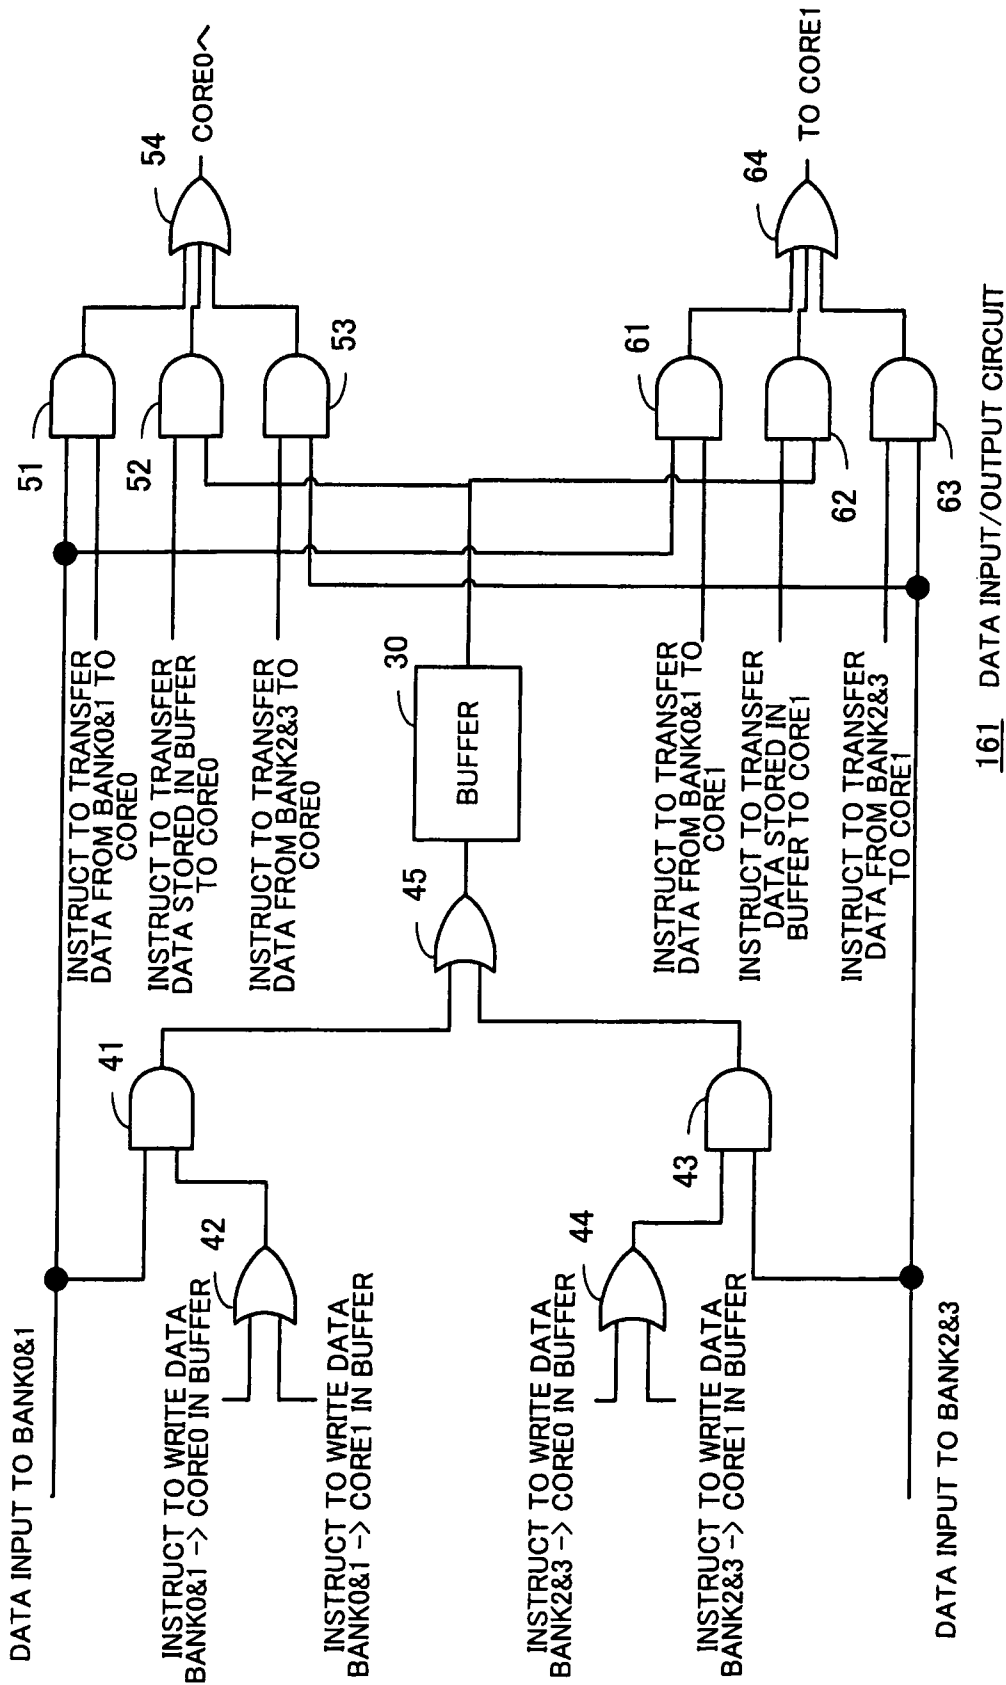 DATA INPUT TO BANK0&1
INSTRUCT TO WRITE DATA
BANK0&1 -> CORE0 IN BUFFER
42
INSTRUCT TO WRITE DATA
BANK0&1 -> CORE1 IN BUFFER
41
INSTRUCT TO WRITE DATA
BANK2&3 -> CORE0 IN BUFFER
44
INSTRUCT TO WRITE DATA
BANK2&3 -> CORE1 IN BUFFER
43
DATA INPUT TO BANK2&3
45
BUFFER
30
INSTRUCT TO TRANSFER
DATA FROM BANK0&1 TO
CORE0
INSTRUCT TO TRANSFER
DATA STORED IN BUFFER
TO CORE0
INSTRUCT TO TRANSFER
DATA FROM BANK2&3 TO
CORE0
INSTRUCT TO TRANSFER
DATA FROM BANK0&1 TO
CORE1
INSTRUCT TO TRANSFER
DATA STORED IN
BUFFER TO CORE1
INSTRUCT TO TRANSFER
DATA FROM BANK2&3
TO CORE1
51
52
53
54
CORE0へ
61
62
63
64
TO CORE1
161 DATA INPUT/OUTPUT CIRCUIT